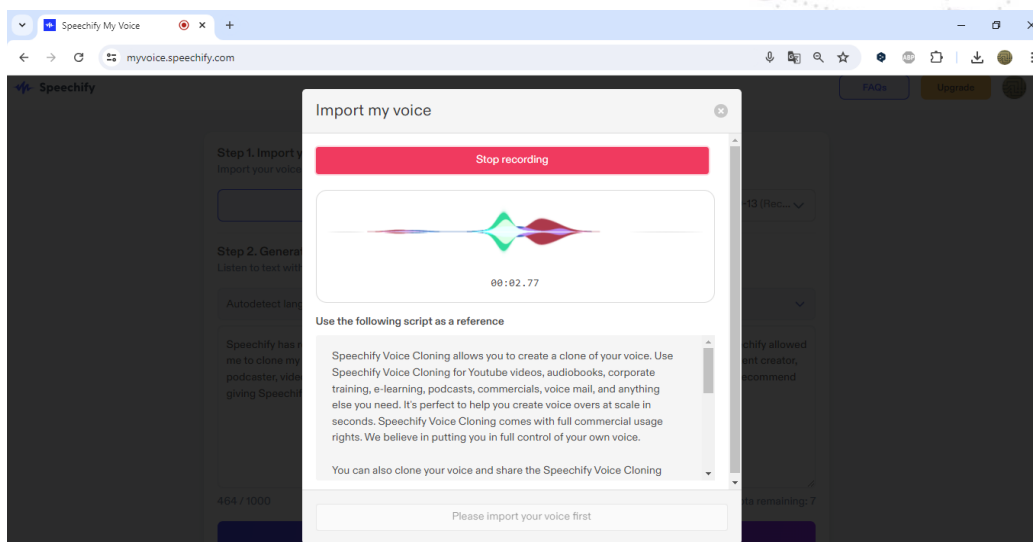 Speechify My Voice
myvoice.speechify.com
ABP
Speechify
FAQs
Upgrade
Import my voice
Step 1. Import y
Import your voice
Stop recording
-13 (Rec...
00:02.77
Step 2. Genera
Listen to text with
Autodetect lang
Use the following script as a reference
Speechify has
me to clone my
podcaster, vide
giving Speechif
chify allowed
ent creator,
ecommend
Speechify Voice Cloning allows you to create a clone of your voice. Use
Speechify Voice Cloning for Youtube videos, audiobooks, corporate
training, e-learning, podcasts, commercials, voice mail, and anything
else you need. It's perfect to help you create voice overs at scale in
seconds. Speechify Voice Cloning comes with full commercial usage
rights. We believe in putting you in full control of your own voice.
You can also clone your voice and share the Speechify Voice Cloning
464 / 1000
ta remaining: 7
Please import your voice first